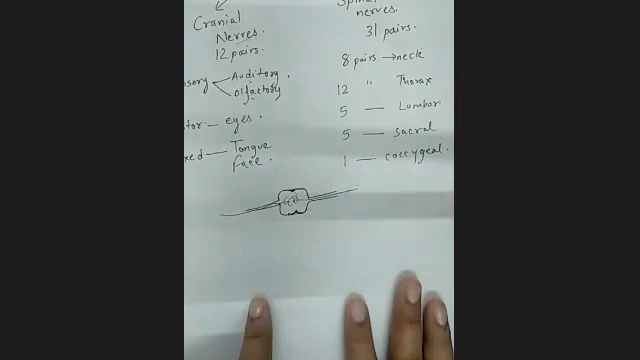 Cranial
Nerves.
12 pairs.
Auditory.
Olfactory
eyes.
Tongue
face.
nerves.
31 pairs.
8 pairs → neck
12 " Thorax
5 — Lumbar
5 — sacral
1 — coccygeal.